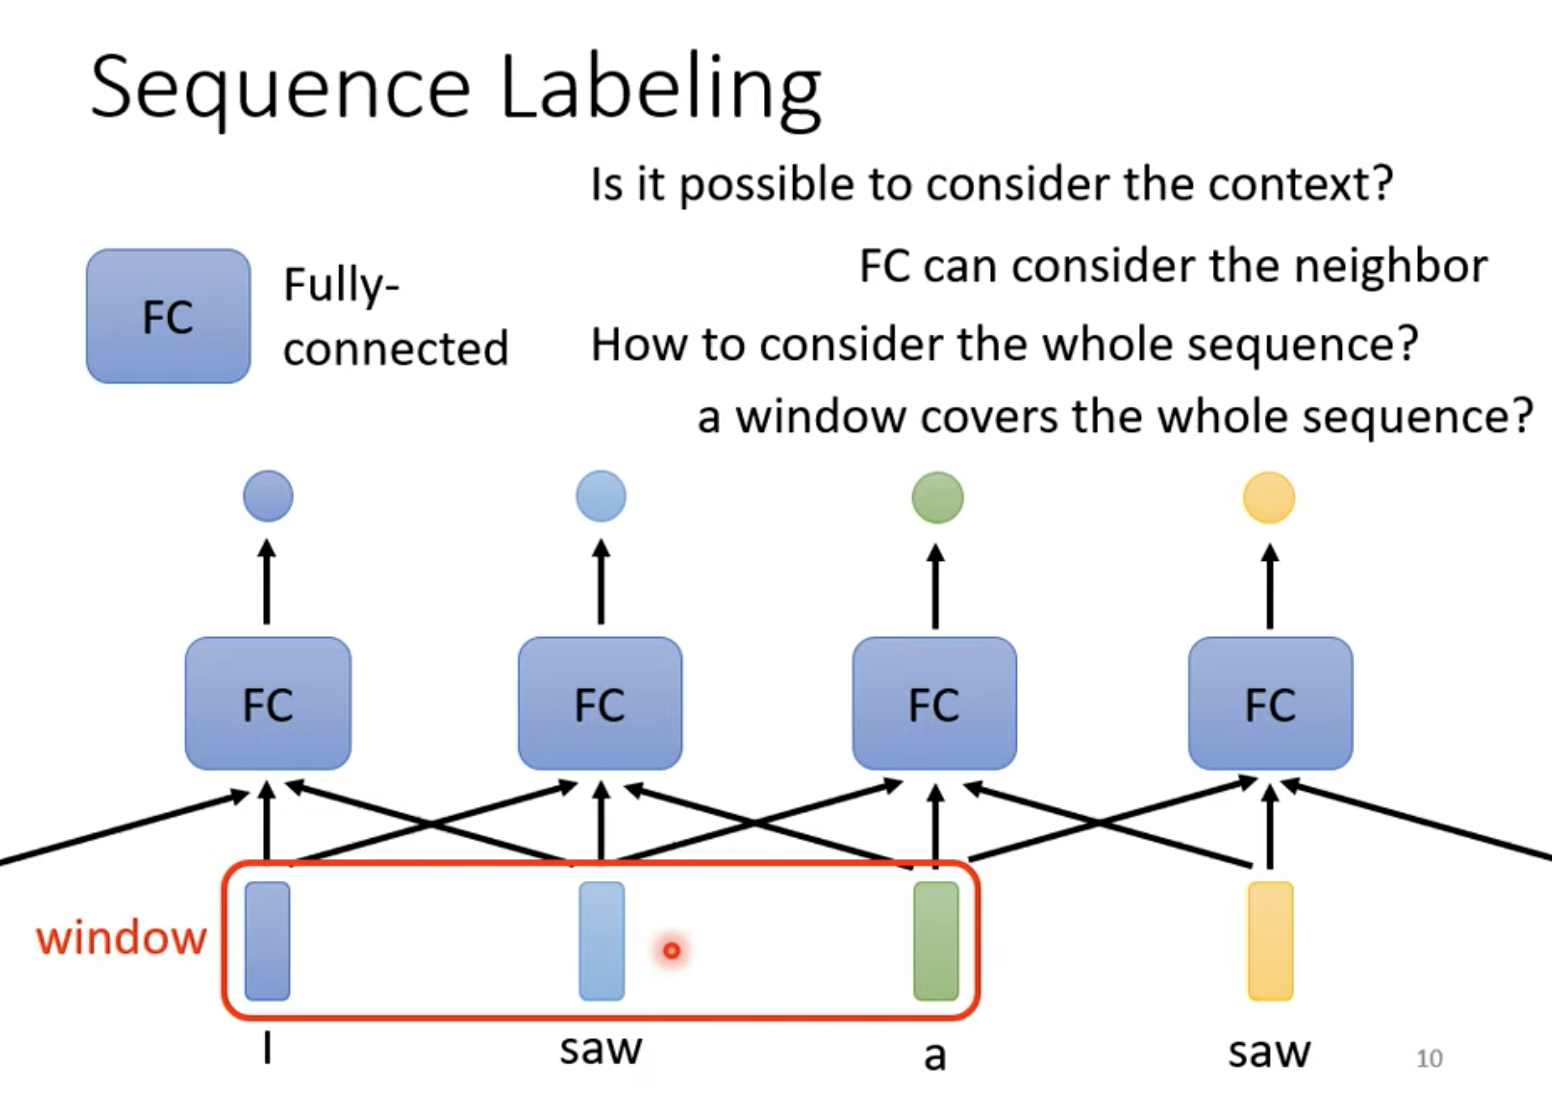 Sequence Labeling
Is it possible to consider the context?
FC can consider the neighbor
FC
Fully-
connected
How to consider the whole sequence?
a window covers the whole sequence?
FC
FC
FC
FC
window
I
saw
a
saw
10